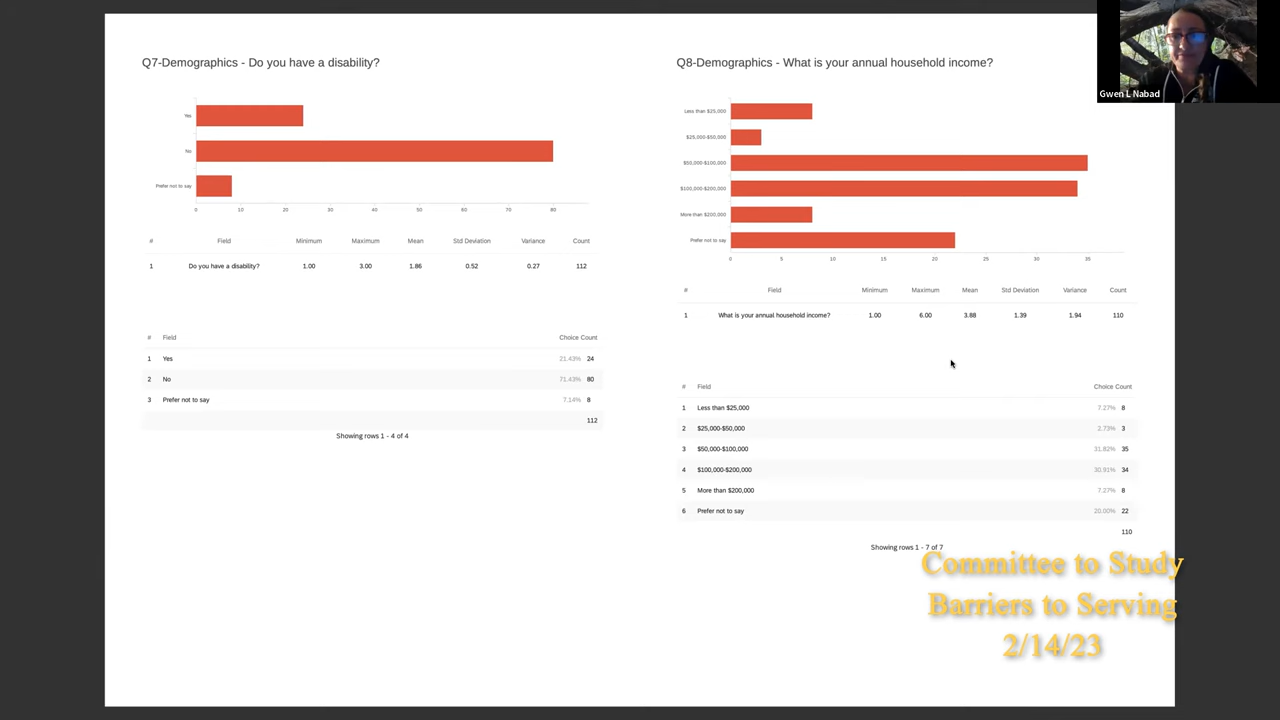 Q7-Demographics - Do you have a disability?
Yes
No
Prefer not to say
0 10 20 30 40 50 60 70 80
# Field Minimum Maximum Mean Std Deviation Variance Count
1 Do you have a disability? 1.00 3.00 1.86 0.52 0.27 112
# Field Choice Count
1 Yes 21.43% 24
2 No 71.43% 80
3 Prefer not to say 7.14% 8
112
Showing rows 1 - 4 of 4
Q8-Demographics - What is your annual household income?
Less than $25,000
$25,000-$50,000
$50,000-$100,000
$100,000-$200,000
More than $200,000
Prefer not to say
0 5 10 15 20 25 30 35
# Field Minimum Maximum Mean Std Deviation Variance Count
1 What is your annual household income? 1.00 6.00 3.88 1.39 1.94 110
# Field Choice Count
1 Less than $25,000 7.27% 8
2 $25,000-$50,000 2.73% 3
3 $50,000-$100,000 31.82% 35
4 $100,000-$200,000 30.91% 34
5 More than $200,000 7.27% 8
6 Prefer not to say 20.00% 22
110
Showing rows 1 - 7 of 7
Gwen L Nabad
Committee to Study
Barriers to Serving
2/14/23